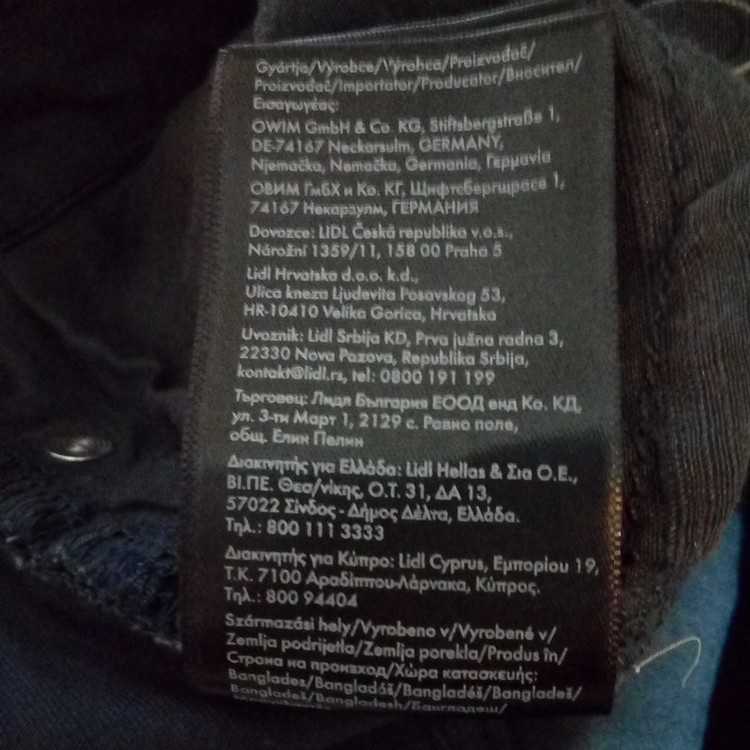 Gyártja/Výrobce/Výrobca/Proizvođač/
Proizvođač/Importator/Producator/Вносител/
Εισαγωγέας:
OWIM GmbH & Co. KG, Stiftsbergstraße 1,
DE-74167 Neckarsulm, GERMANY,
Njemačka, Nemačka, Germania, Γερμανία
ОВИМ ГмбХ и Ко. КГ, Щифтсбергщрасе 1,
74167 Некарзулм, ГЕРМАНИЯ
Dovozce: LIDL Česká republika v.o.s.,
Nárožní 1359/11, 158 00 Praha 5
Lidl Hrvatska d.o.o. k.d.,
Ulica kneza Ljudevita Posavskog 53,
HR-10410 Velika Gorica, Hrvatska
Uvoznik: Lidl Srbija KD, Prva južna radna 3,
22330 Nova Pazova, Republika Srbija,
kontakt@lidl.rs, tel: 0800 191 199
Търговец: Лидл България ЕООД енд Ко. КД,
ул. 3-ти Март 1, 2129 с. Равно поле,
общ. Елин Пелин
Διακινητής για Ελλάδα: Lidl Hellas & Σια Ο.Ε.,
ΒΙ.ΠΕ. Θεσ/νίκης, Ο.Τ. 31, ΔΑ 13,
57022 Σίνδος - Δήμος Δέλτα, Ελλάδα.
Τηλ.: 800 111 3333
Διακινητής για Κύπρο: Lidl Cyprus, Εμπορίου 19,
Τ.Κ. 7100 Αραδίππου-Λάρνακα, Κύπρος.
Τηλ.: 800 94404
Származási hely/Vyrobeno v/Vyrobené v/
Zemlja podrijetla/Zemlja porekla/Produs în/
Страна на произход/Χώρα κατασκευής:
Banglades/Bangladéš/Bangladéš/Bangladeš/
Bangladeš/Bangladesh/Бангладеш/